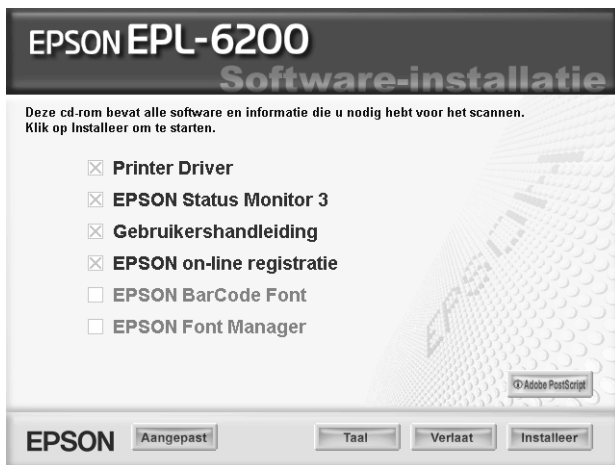 EPSON EPL-6200
Software-installatie
Deze cd-rom bevat alle software en informatie die u nodig hebt voor het scannen.
Klik op Installeer om te starten.
Printer Driver
EPSON Status Monitor 3
Gebruikershandleiding
EPSON on-line registratie
EPSON BarCode Font
EPSON Font Manager
EPSON
Adobe PostScript
EPSON
Aangepast
Taal
Verlaat
Installeer